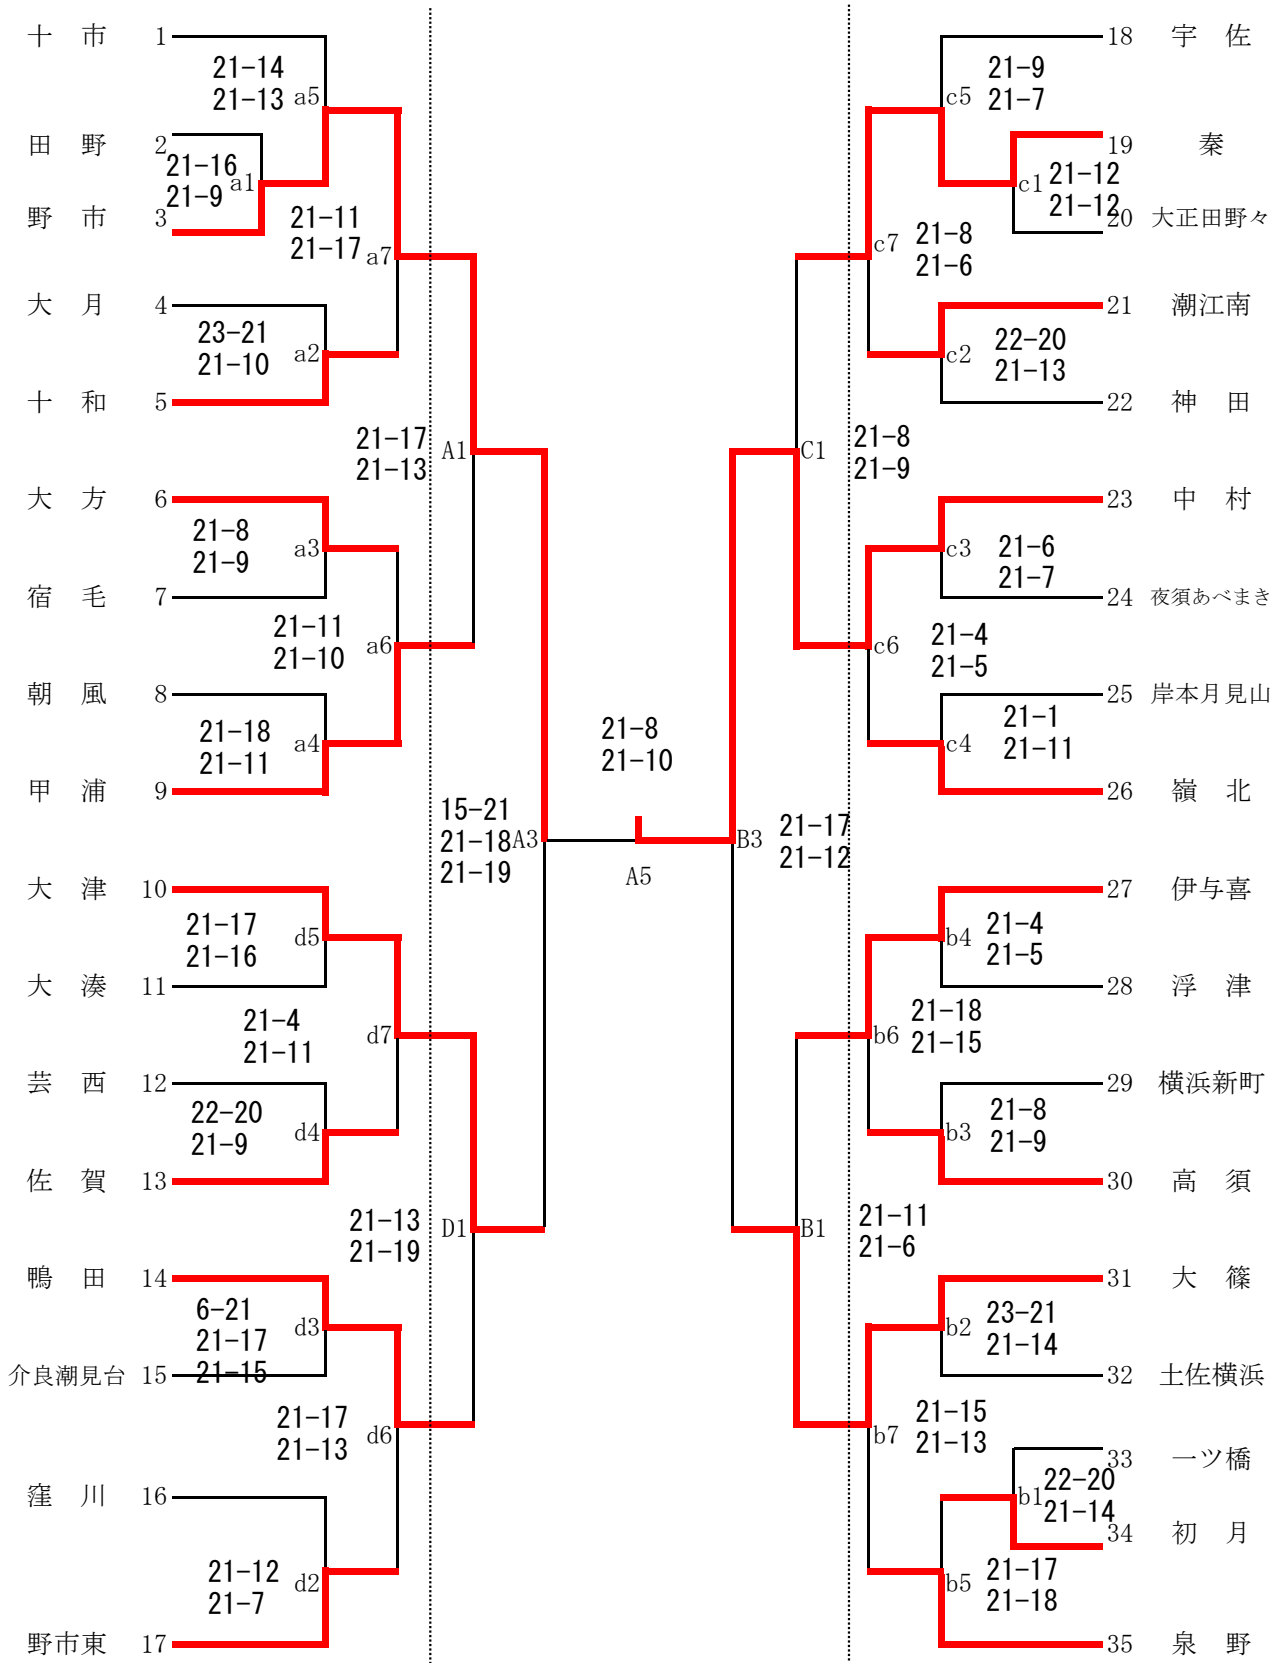 十 市 1
21-14
21-13 a5
田 野 2
21-16
21-9 a1
野 市 3
21-11
21-17 a7
大 月 4
23-21
21-10 a2
十 和 5
21-17
21-13 A1
大 方 6
21-8
21-9 a3
宿 毛 7
21-11
21-10 a6
朝 風 8
21-18
21-11 a4
甲 浦 9
15-21
21-18 A3
21-19
大 津 10
21-17
21-16 d5
大 湊 11
21-4
21-11 d7
芸 西 12
22-20
21-9 d4
佐 賀 13
21-13
21-19 D1
鴨 田 14
6-21
21-17 d3
21-15
介良潮見台 15
21-17
21-13 d6
窪 川 16
21-12
21-7 d2
野市東 17
21-8
21-10
A5
18 宇 佐
21-9
c5 21-7
19 秦
c1 21-12
21-12
20 大正田野々
c7 21-8
21-6
21 潮江南
c2 22-20
21-13
22 神 田
C1 21-8
21-9
23 中 村
c3 21-6
21-7
24 夜須あべまき
c6 21-4
21-5
25 岸本月見山
21-1
c4 21-11
26 嶺 北
B3 21-17
21-12
27 伊与喜
b4 21-4
21-5
28 浮 津
b6 21-18
21-15
29 横浜新町
b3 21-8
21-9
30 高 須
B1 21-11
21-6
31 大 篠
b2 23-21
21-14
32 土佐横浜
b7 21-15
21-13
33 一ツ橋
b1 22-20
21-14
34 初 月
b5 21-17
21-18
35 泉 野